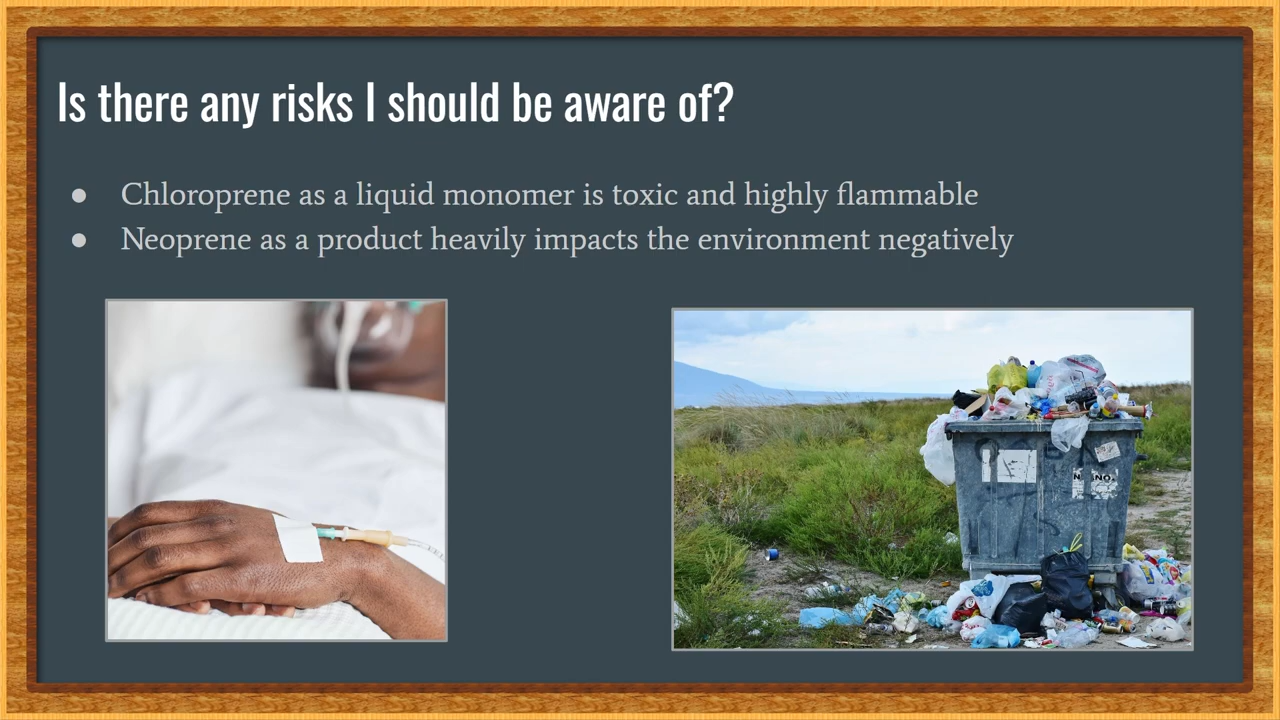 Is there any risks I should be aware of?
● Chloroprene as a liquid monomer is toxic and highly flammable
● Neoprene as a product heavily impacts the environment negatively